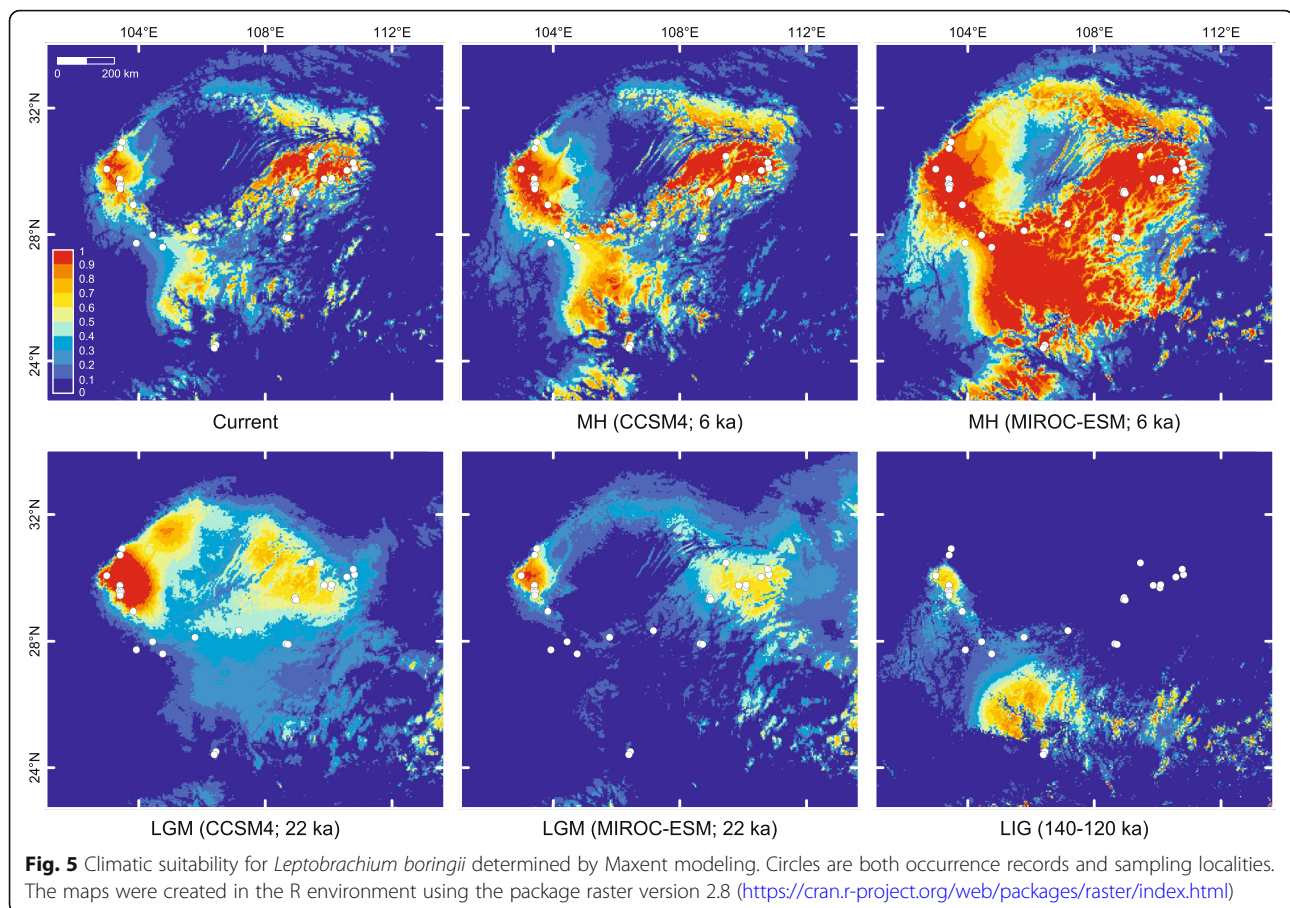 104°E 108°E 112°E 104°E 108°E 112°E 104°E 108°E 112°E
0 200 km
32°N
28°N
24°N
1
0.9
0.8
0.7
0.6
0.5
0.4
0.3
0.2
0.1
0
Current MH (CCSM4; 6 ka) MH (MIROC-ESM; 6 ka)
32°N
28°N
24°N
LGM (CCSM4; 22 ka) LGM (MIROC-ESM; 22 ka) LIG (140-120 ka)
Fig. 5 Climatic suitability for Leptobrachium boringii determined by Maxent modeling. Circles are both occurrence records and sampling localities.
The maps were created in the R environment using the package raster version 2.8 (https://cran.r-project.org/web/packages/raster/index.html)